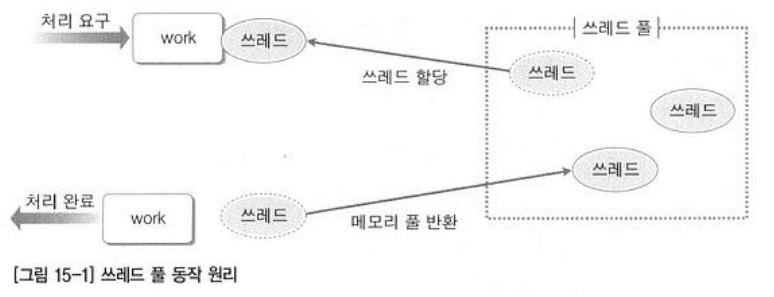 처리 요구
work
쓰레드
쓰레드 할당
쓰레드 풀
쓰레드
쓰레드
쓰레드
처리 완료
work
쓰레드
메모리 풀 반환
[그림 15-1] 쓰레드 풀 동작 원리